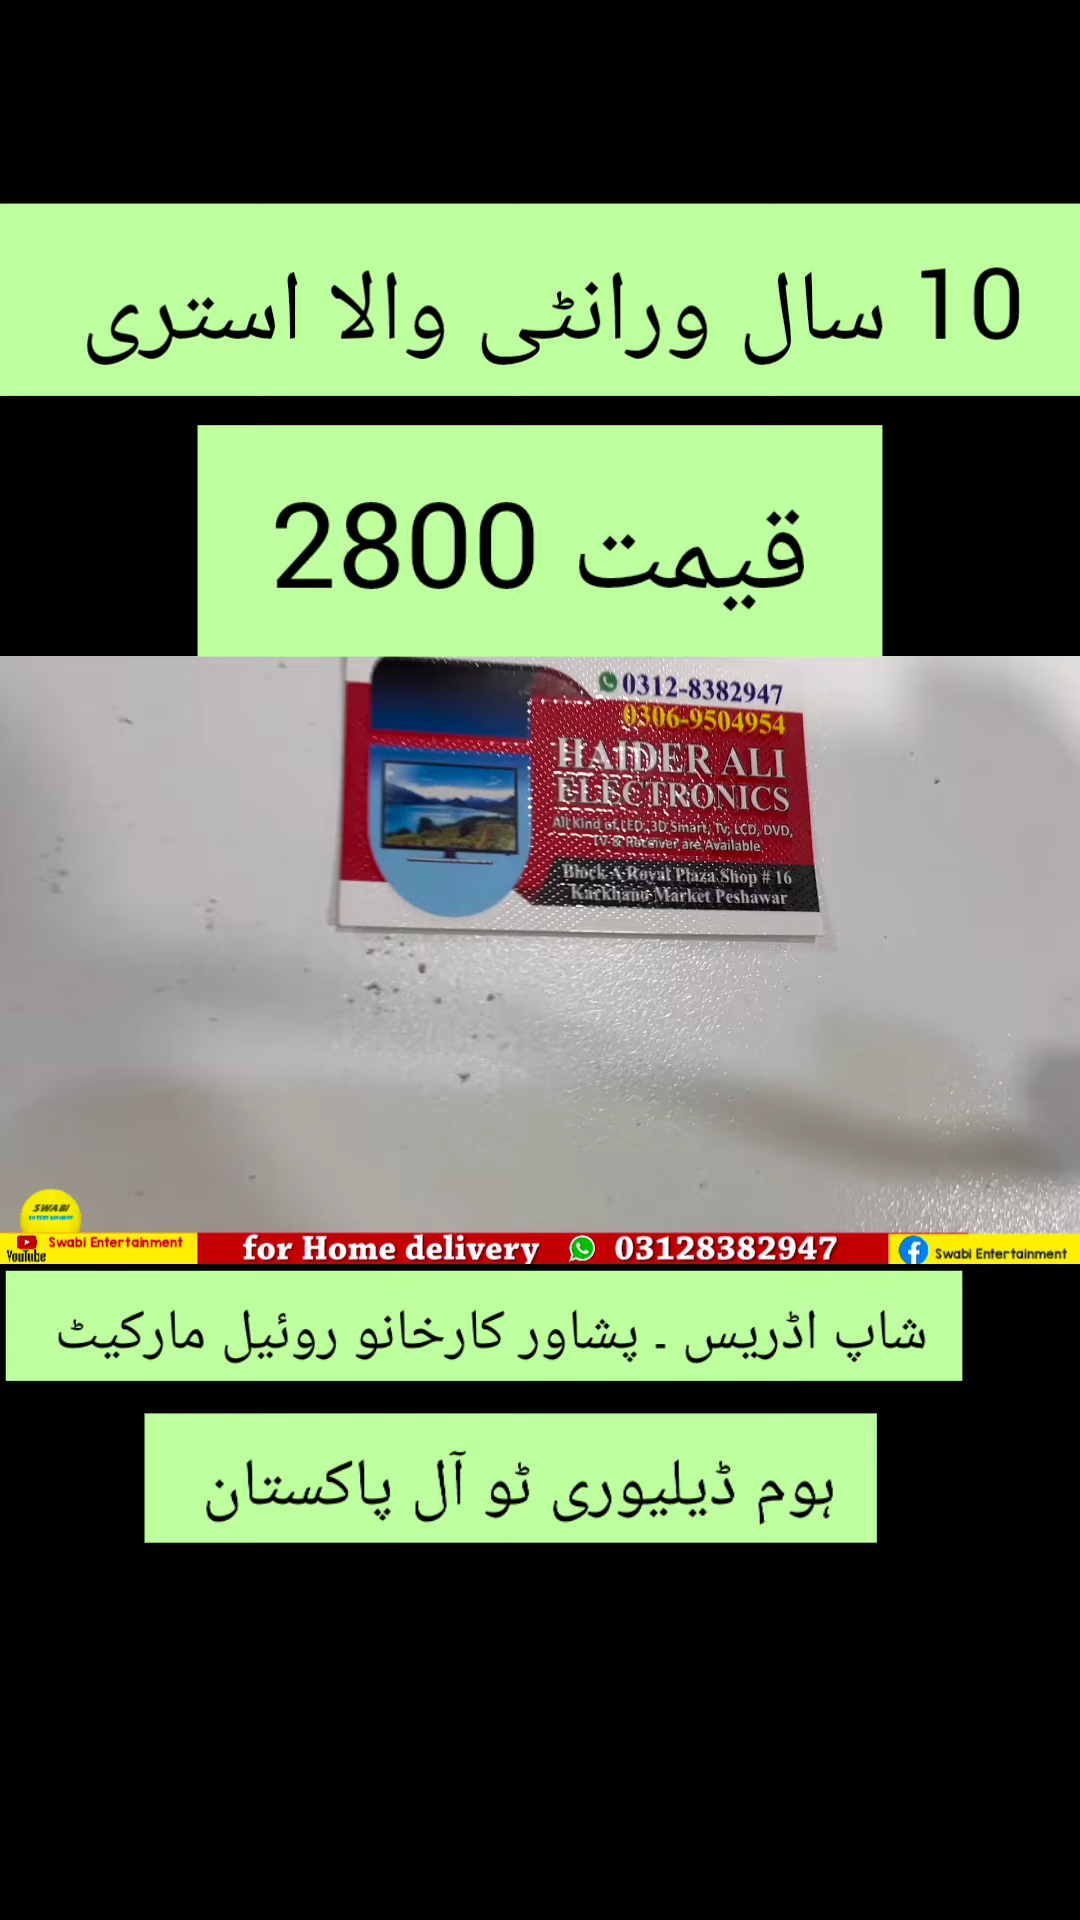 10 سال ورانٹی والا استری
قیمت 2800
0312-8382947
0306-9504954
HAIDER ALI
ELECTRONICS
All Kind of LED, 3D Smart, Tv, LCD, DVD,
TV & Receiver are Available.
Block A Royal Plaza Shop # 16
Karkhano Market Peshawar
SWABI
ENTERTAINMENT
YouTube
Swabi Entertainment
for Home delivery 03128382947
Swabi Entertainment
شاپ اڈریس ۔ پشاور کارخانو روئیل مارکیٹ
ہوم ڈیلیوری ٹو آل پاکستان